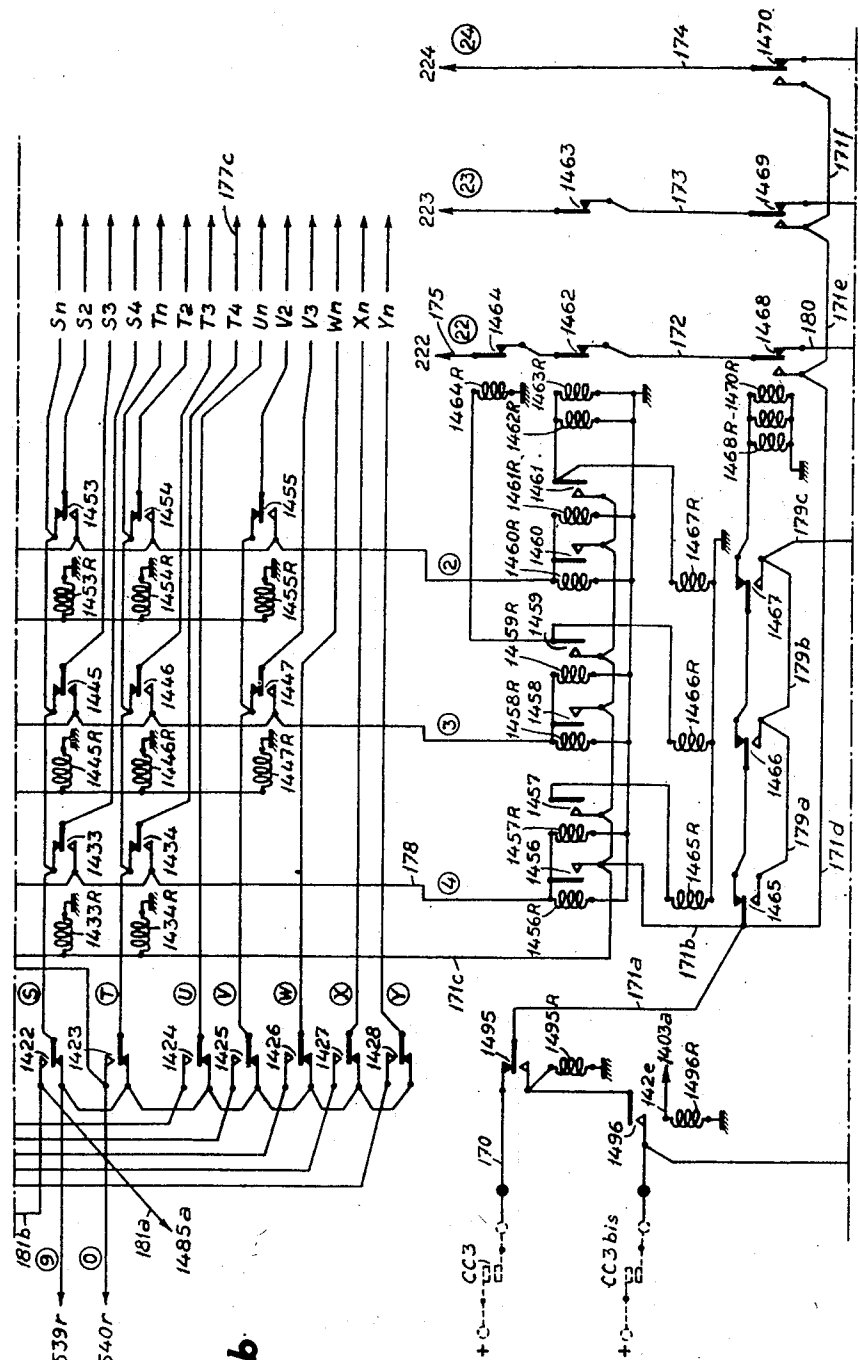 224
24
174
1470
223
23
1463
173
1469
171f
222
175
22
1464
1462
172
1468
180
171e
177c
Sn
S2
S3
S4
Tn
T2
T3
T4
Un
V2
V3
Wn
Xn
Yn
1464R
1463R
1462R
1461R
1461
1460R
1460
1459R
1459
1458R
1458
1457R
1457
1456
1456R
1468R-1470R
1467R
1466R
1465R
1467
1466
1465
179c
179b
179a
171d
171b
171a
171c
1453
1454
1455
1453R
1454R
1455R
1445
1446
1447
1445R
1446R
1447R
1433
1434
1433R
1434R
2
3
4
178
S
T
U
V
W
X
Y
1422
1423
1424
1425
1426
1427
1428
181b
9
0
181a
1485a
539r
540r
b
1495
1495R
170
1496
142e
1403a
1496R
CC3
CC3 bis
+
+